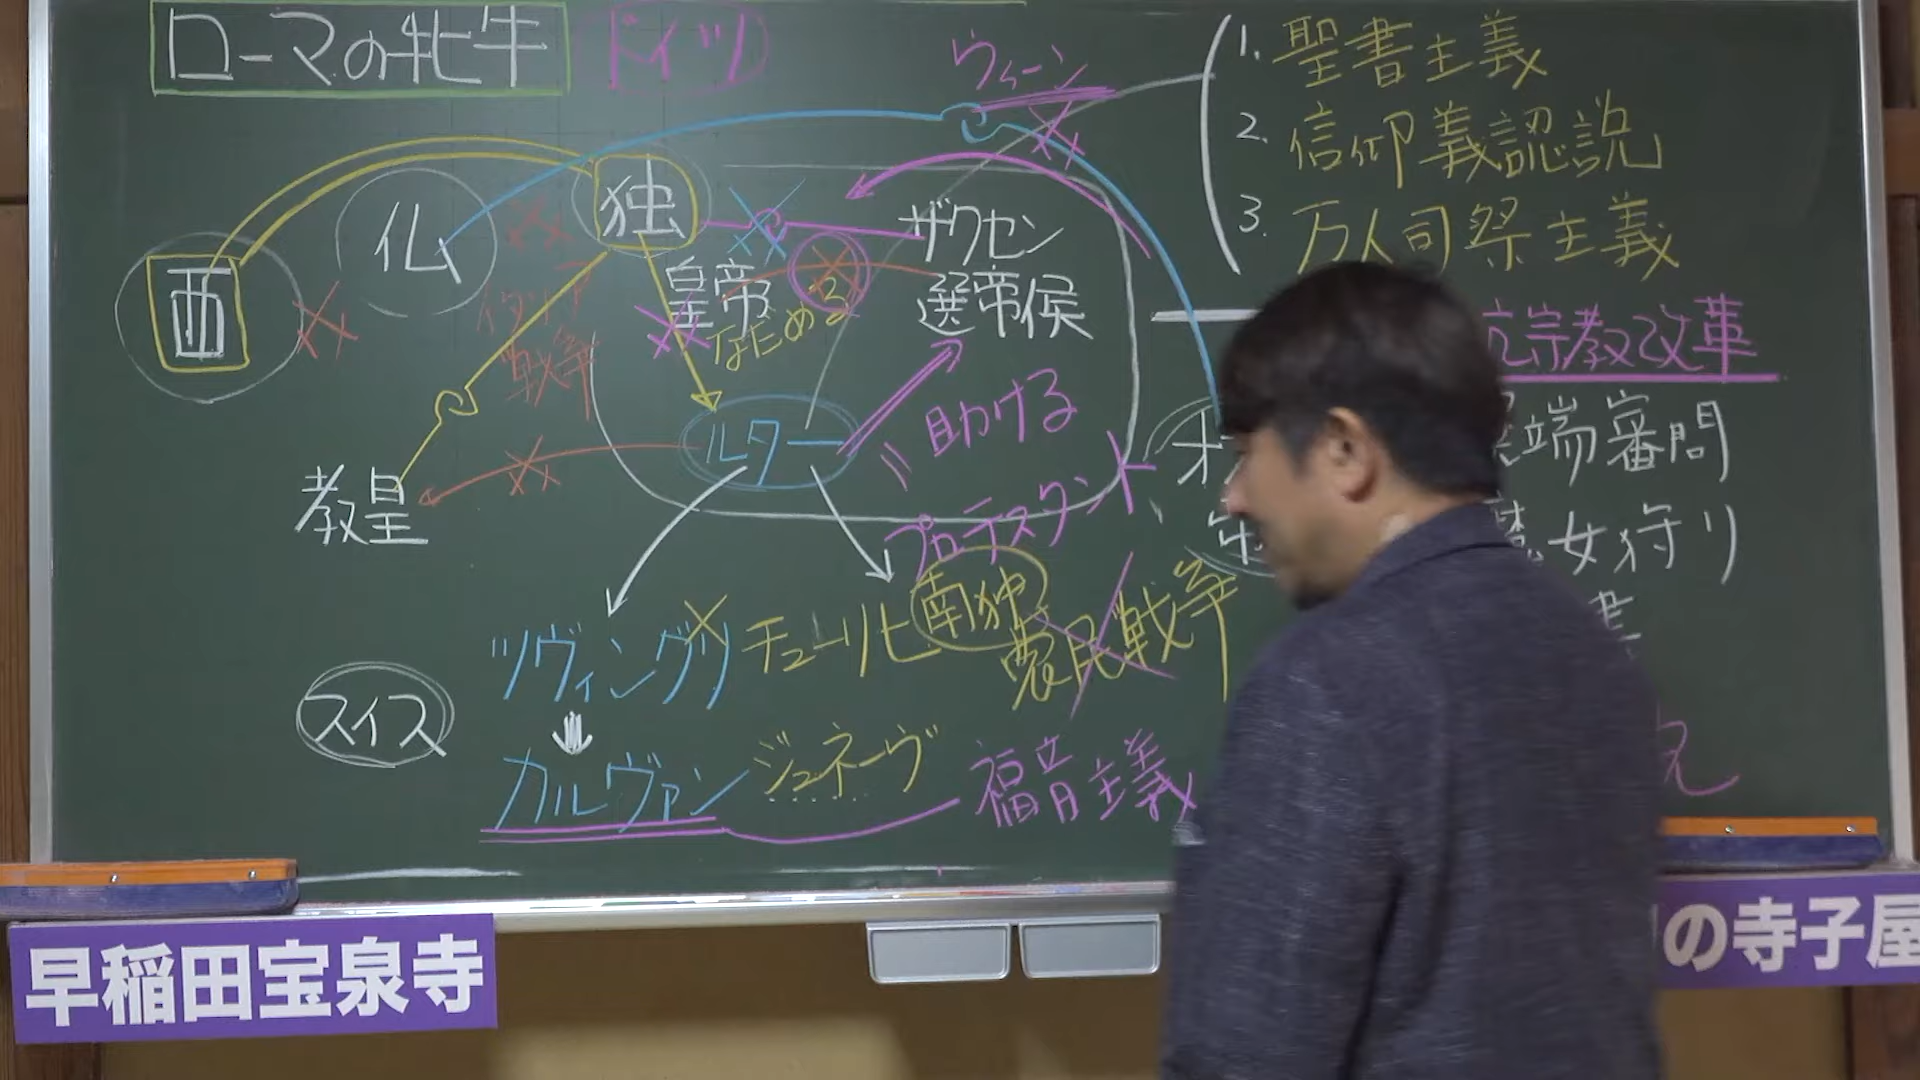 ローマの牝牛
ドイツ
ウィーン
1. 聖書主義
2. 信仰義認説
3. 万人司祭主義
西
仏
独
皇帝
なだめる
ザクセン
選帝侯
イタリア
戦争
教皇
ルター
助ける
プロテスタント
宗教改革
端審問
魔女狩り
書
ツヴィングリ
チューリヒ
南独
農民戦争
スイス
カルヴァン
ジュネーヴ
福音主義
え
早稲田宝泉寺
の寺子屋